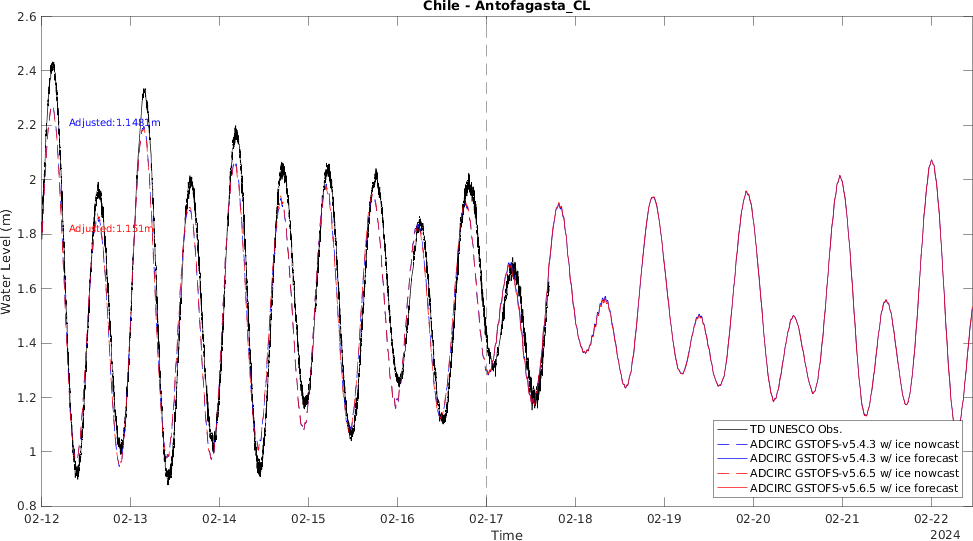 Chile - Antofagasta_CL
2.6
2.4
2.2
2
1.8
1.6
1.4
1.2
1
0.8
Water Level (m)
Adjusted:1.1481m
Adjusted:1.151m
TD UNESCO Obs.
ADCIRC GSTOFS-v5.4.3 w/ ice nowcast
ADCIRC GSTOFS-v5.4.3 w/ ice forecast
ADCIRC GSTOFS-v5.6.5 w/ ice nowcast
ADCIRC GSTOFS-v5.6.5 w/ ice forecast
02-12 02-13 02-14 02-15 02-16 02-17 02-18 02-19 02-20 02-21 02-22
Time
2024